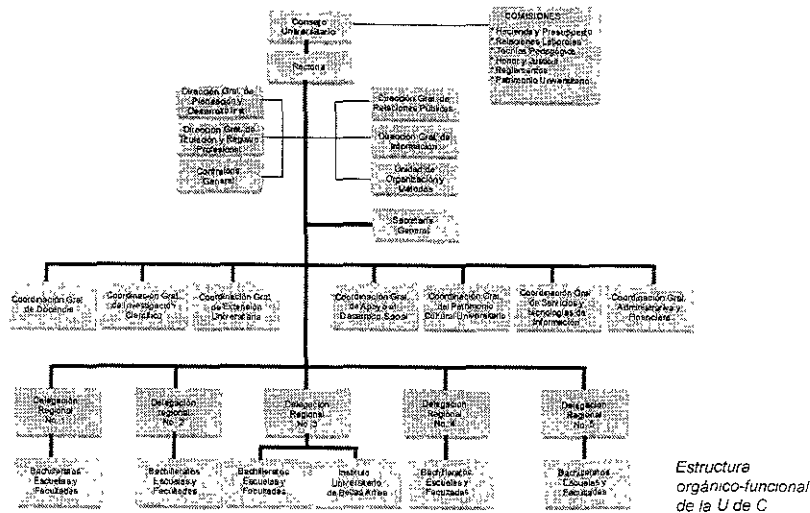 Consejo
Universitario
COMISIONES
* Hacienda y Presupuesto
* Relaciones Laborales
* Técnico Pedagógica
* Honor y Justicia
* Reglamentos
* Patrimonio Universitario
Rectoría
Dirección Gral. de
Planeación y
Desarrollo Inst.
Dirección Gral. de
Relaciones Públicas
Dirección Gral. de
Titulación y Registro
Profesional
Dirección Gral. de
Información
Contraloría
General
Unidad de
Organización y
Métodos
Secretaría
General
Coordinación Gral.
de Docencia
Coordinación Gral.
de Investigación
Científica
Coordinación Gral.
de Extensión
Universitaria
Coordinación Gral.
de Apoyo al
Desarrollo Social
Coordinación Gral.
del Patrimonio
Cultural Universitario
Coordinación Gral.
de Servicios y
tecnologías de
Información
Coordinación Gral.
Administrativa y
Financiera
Delegación
Regional
No. 1
Delegación
regional
No. 2
Delegación
Regional
No. 3
Delegación
Regional
No. 4
Delegación
Regional
No. 5
Bachilleratos
Escuelas y
Facultades
Bachilleratos
Escuelas y
Facultades
Bachilleratos
Escuelas y
Facultades
Instituto
Universitario
de Bellas Artes
Bachilleratos
Escuelas y
Facultades
Bachilleratos
Escuelas y
Facultades
Estructura
orgánico-funcional
de la U de C